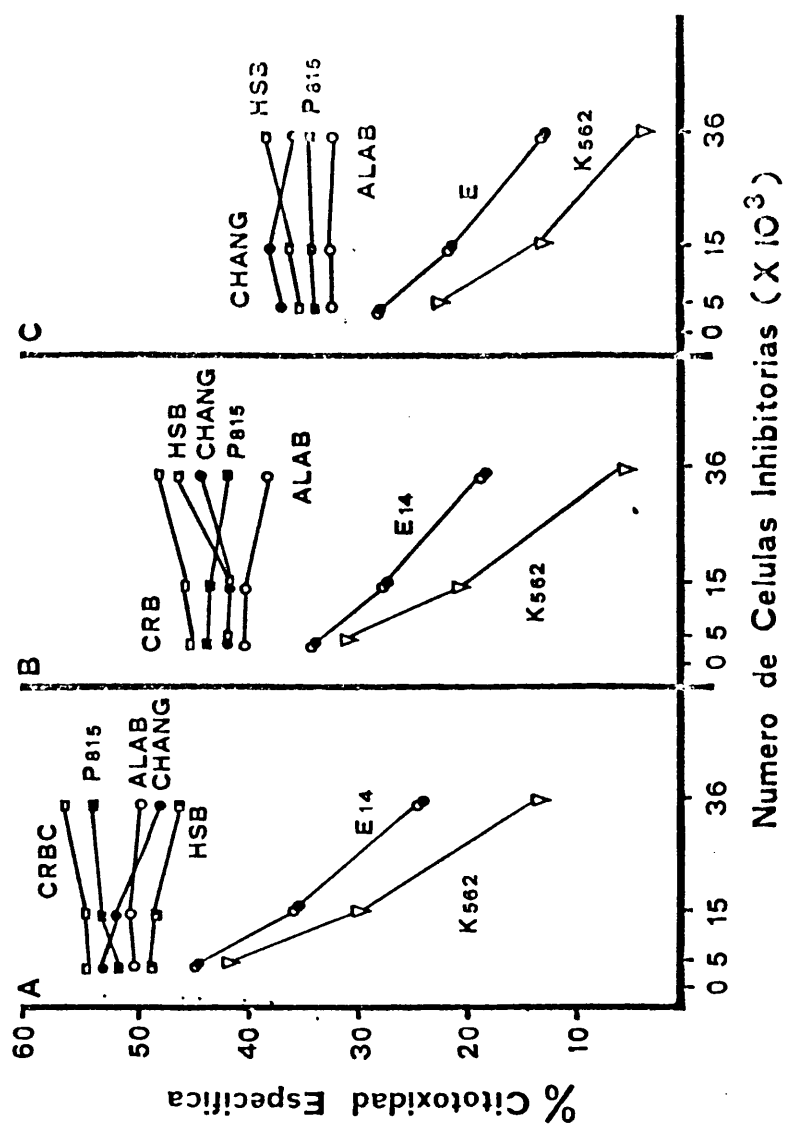 A
60
50
40
30
20
10
% Citotoxidad Especifica
CRBC
P815
ALAB
CHANG
HSB
E14
K562
0 5 15 36
B
CRB
HSB
CHANG
P815
ALAB
E14
K562
0 5 15 36
C
CHANG
HSB
P815
ALAB
E
K562
0 5 15 36
Numero de Celulas Inhibitorias (X 10³)